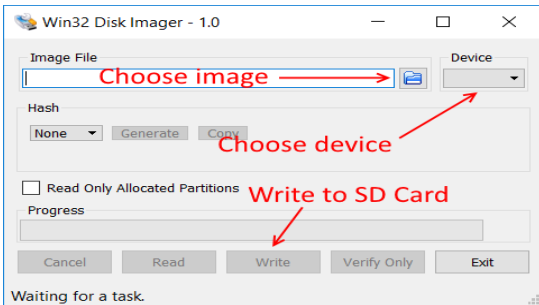 Win32 Disk Imager - 1.0
Image File
Device
Choose image
Hash
None
Generate
Copy
Choose device
Read Only Allocated Partitions
Write to SD Card
Progress
Cancel
Read
Write
Verify Only
Exit
Waiting for a task.